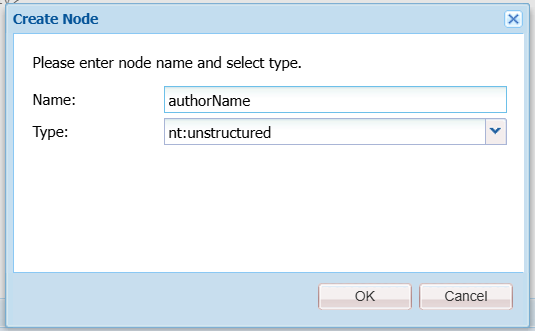 Create Node
Please enter node name and select type.
Name: authorName
Type: nt:unstructured
OK Cancel